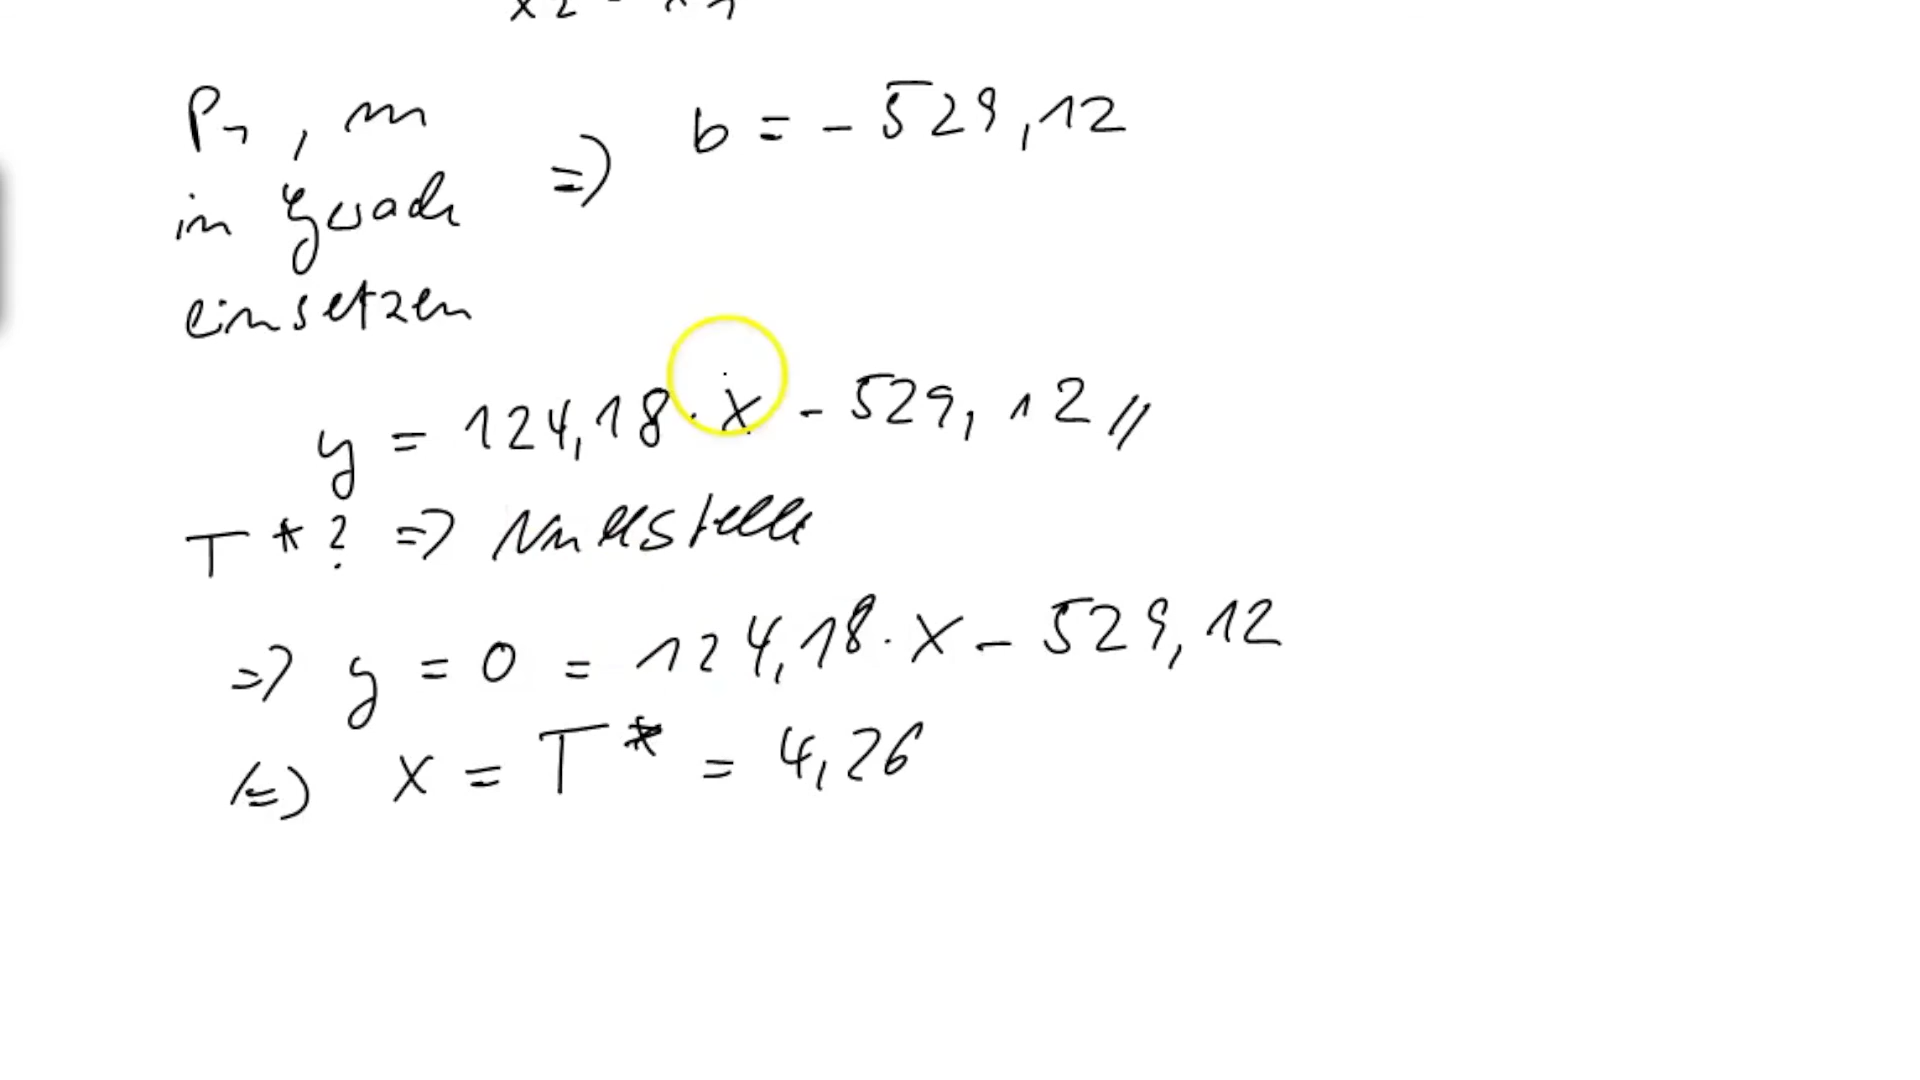 P1, m => b = - 529,12
in Gerade
einsetzen
y = 124,18 · x - 529,12 //
T* ? => Nullstelle
=> y = 0 = 124,18 · x - 529,12
(=) x = T* = 4,26